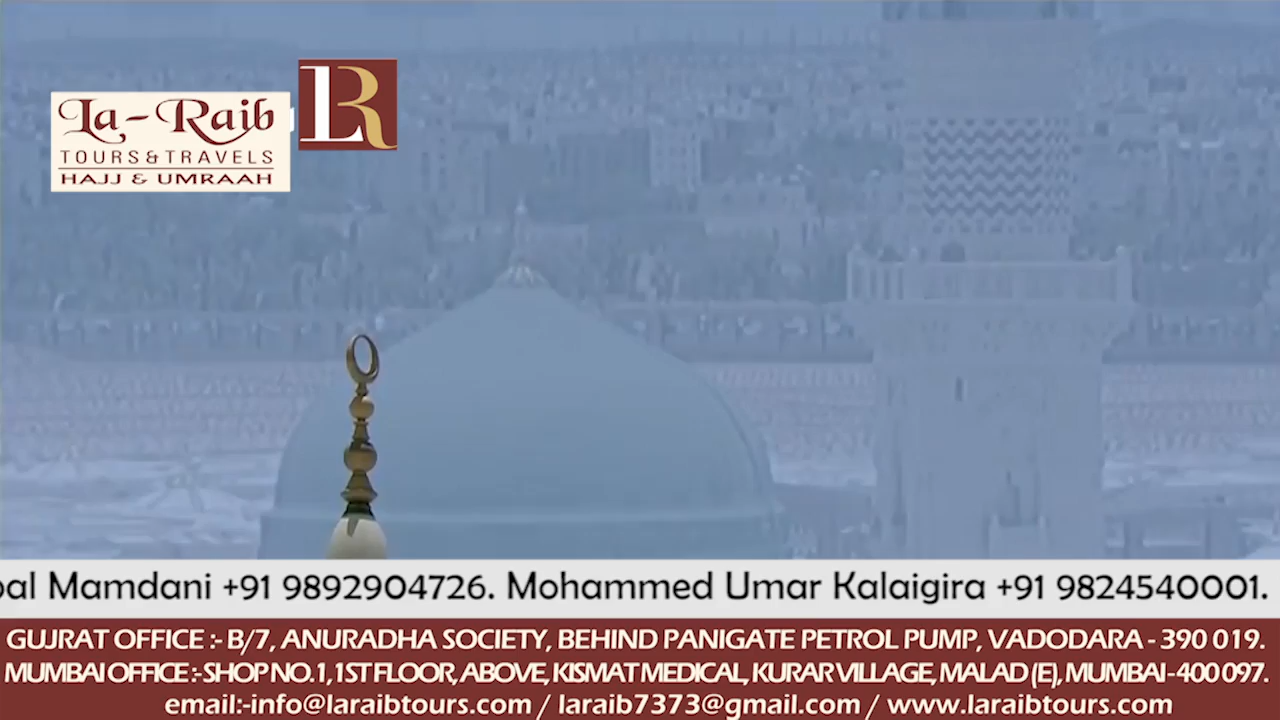 La-Raib
TOURS & TRAVELS
HAJJ & UMRAAH
LR
Mamdani +91 9892904726. Mohammed Umar Kalaigira +91 9824540001.
GUJRAT OFFICE :- B/7, ANURADHA SOCIETY, BEHIND PANIGATE PETROL PUMP, VADODARA - 390 019.
MUMBAI OFFICE :- SHOP NO. 1, 1ST FLOOR, ABOVE, KISMAT MEDICAL, KURAR VILLAGE, MALAD (E), MUMBAI - 400 097.
email:-info@laraibtours.com / laraib7373@gmail.com / www.laraibtours.com